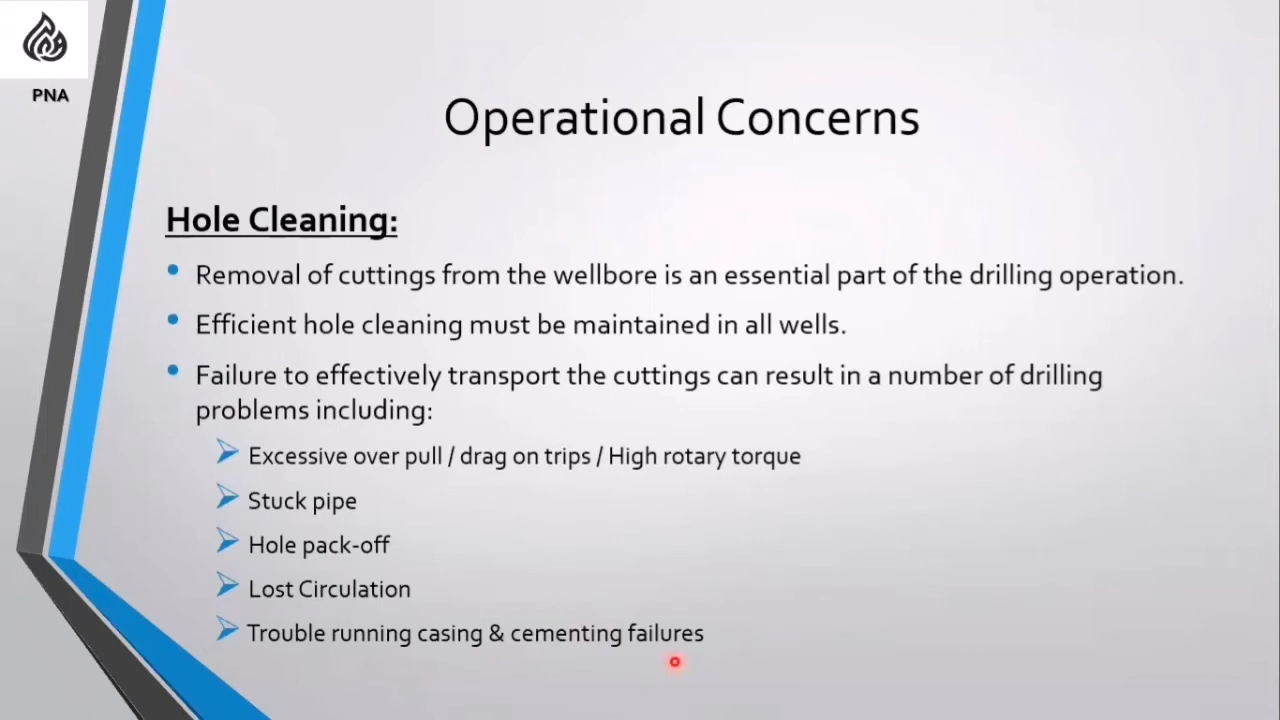 PNA
Operational Concerns
Hole Cleaning:
Removal of cuttings from the wellbore is an essential part of the drilling operation.
Efficient hole cleaning must be maintained in all wells.
Failure to effectively transport the cuttings can result in a number of drilling
problems including:
Excessive over pull / drag on trips / High rotary torque
Stuck pipe
Hole pack-off
Lost Circulation
Trouble running casing & cementing failures